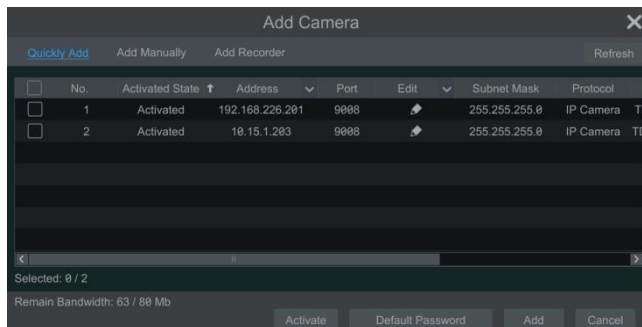 Add Camera
Quickly Add Add Manually Add Recorder Refresh
No. Activated State Address Port Edit Subnet Mask Protocol
1 Activated 192.168.226.201 9008 255.255.255.0 IP Camera T
2 Activated 10.15.1.203 9008 255.255.255.0 IP Camera TD
Selected: 0 / 2
Remain Bandwidth: 63 / 80 Mb
Activate Default Password Add Cancel